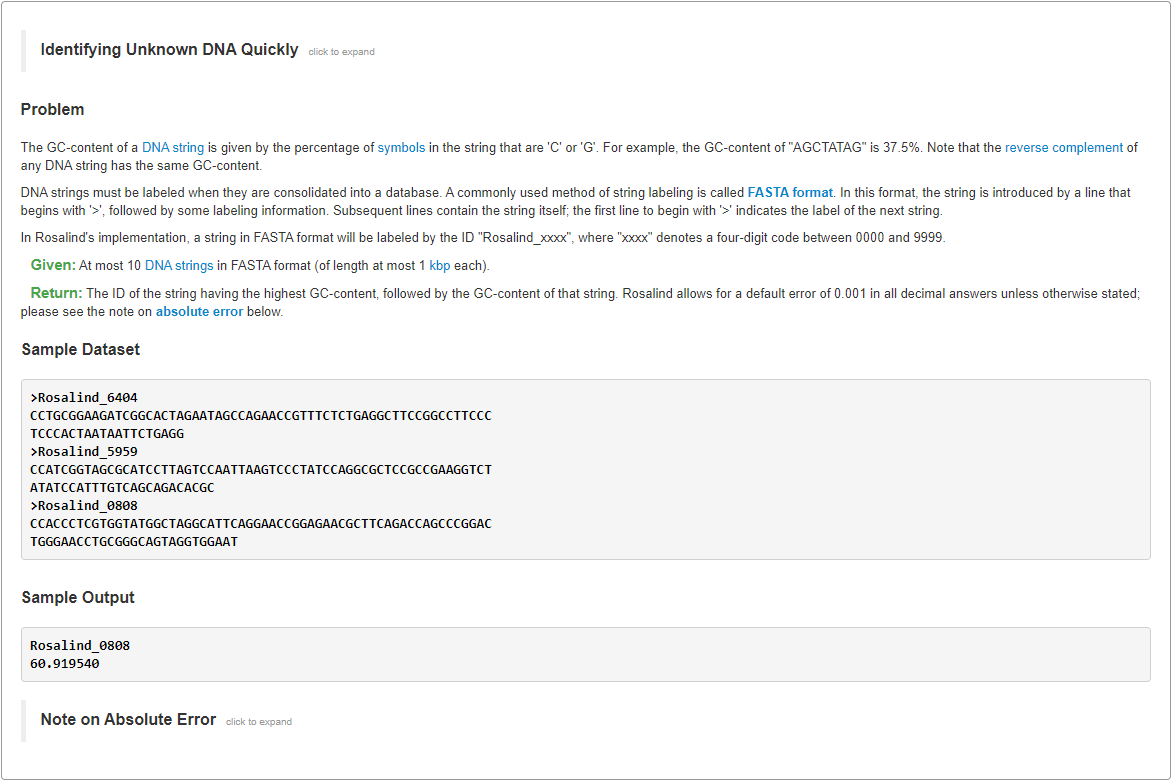 Identifying Unknown DNA Quickly click to expand
Problem
The GC-content of a DNA string is given by the percentage of symbols in the string that are 'C' or 'G'. For example, the GC-content of "AGCTATAG" is 37.5%. Note that the reverse complement of
any DNA string has the same GC-content.
DNA strings must be labeled when they are consolidated into a database. A commonly used method of string labeling is called FASTA format. In this format, the string is introduced by a line that
begins with '>', followed by some labeling information. Subsequent lines contain the string itself; the first line to begin with '>' indicates the label of the next string.
In Rosalind's implementation, a string in FASTA format will be labeled by the ID "Rosalind_xxxx", where "xxxx" denotes a four-digit code between 0000 and 9999.
Given: At most 10 DNA strings in FASTA format (of length at most 1 kbp each).
Return: The ID of the string having the highest GC-content, followed by the GC-content of that string. Rosalind allows for a default error of 0.001 in all decimal answers unless otherwise stated;
please see the note on absolute error below.
Sample Dataset
>Rosalind_6404
CCTGCGGAAGATCGGCACTAGAATAGCCAGAACCGTTTCTCTGAGGCTTCCGGCCTTCCC
TCCCACTAATAATTCTGAGG
>Rosalind_5959
CCATCGGTAGCGCATCCTTAGTCCAATTAAGTCCCTATCCAGGCGCTCCGCCGAAGGTCT
ATATCCATTTGTCAGCAGACACGC
>Rosalind_0808
CCACCCTCGTGGTATGGCTAGGCATTCAGGAACCGGAGAACGCTTCAGACCAGCCCGGAC
TGGGAACCTGCGGGCAGTAGGTGGAAT
Sample Output
Rosalind_0808
60.919540
Note on Absolute Error click to expand